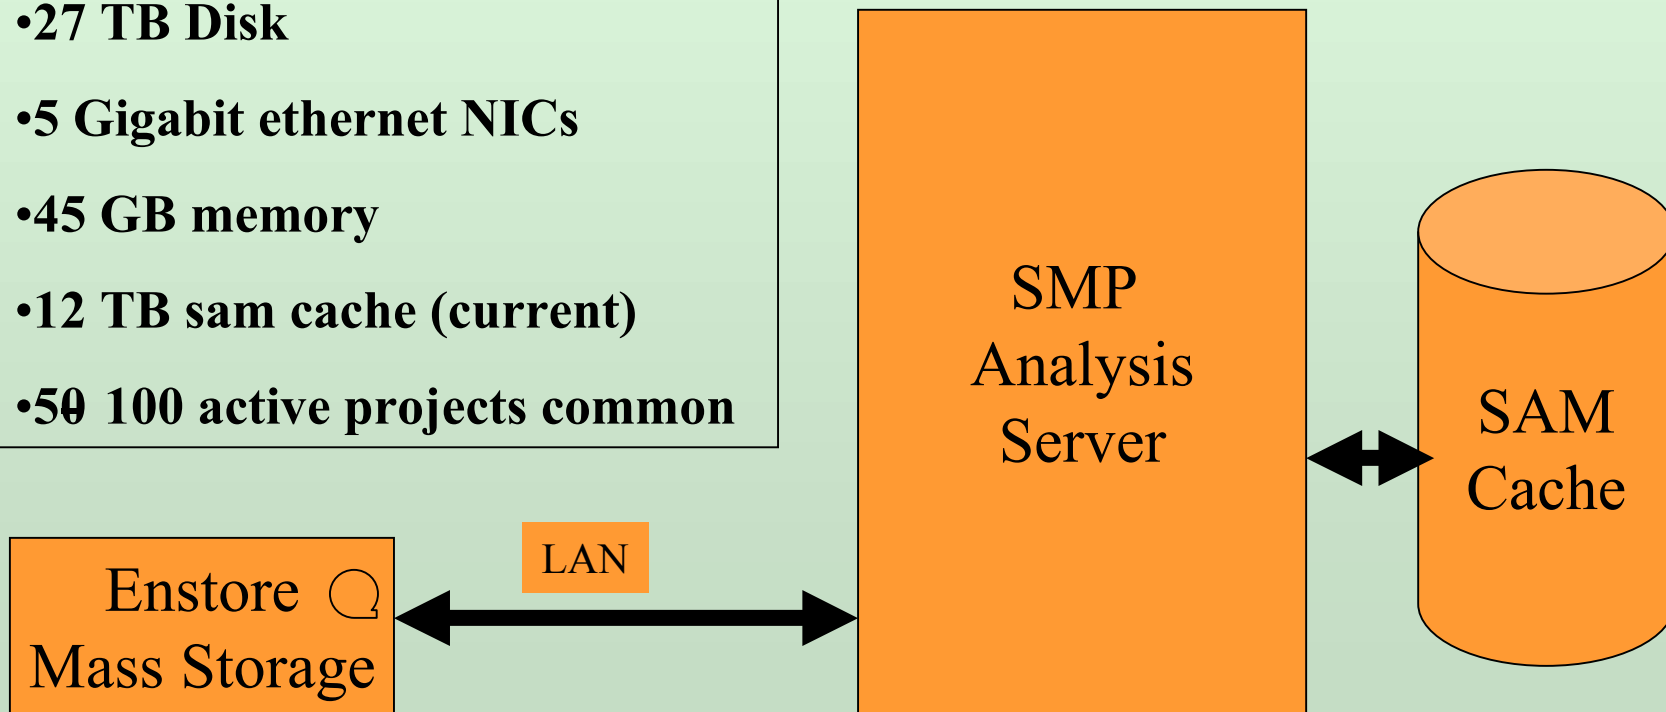 •27 TB Disk
•5 Gigabit ethernet NICs
•45 GB memory
•12 TB sam cache (current)
•50- 100 active projects common
SMP
Analysis
Server
SAM
Cache
LAN
Enstore
Mass Storage